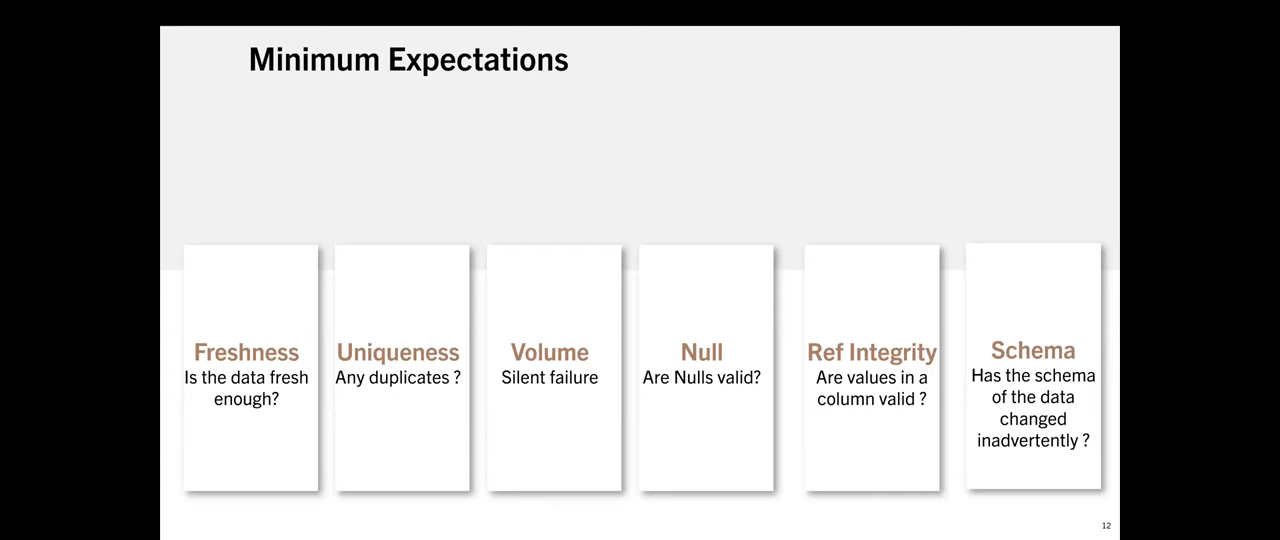 Minimum Expectations
Freshness
Is the data fresh
enough?
Uniqueness
Any duplicates ?
Volume
Silent failure
Null
Are Nulls valid?
Ref Integrity
Are values in a
column valid ?
Schema
Has the schema
of the data
changed
inadvertently ?
12